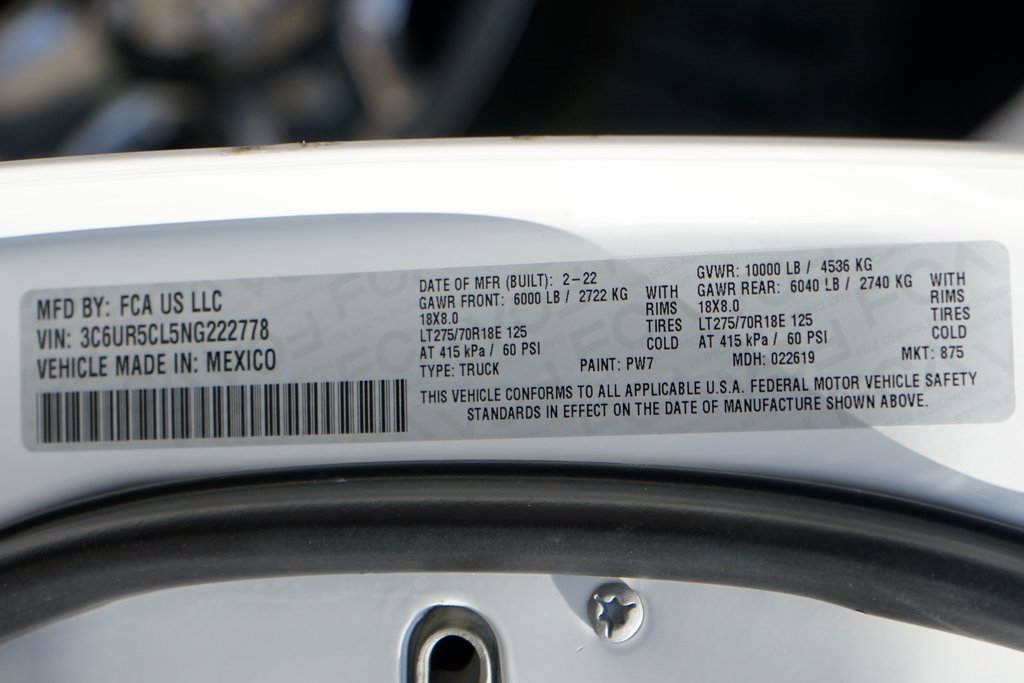 MFD BY: FCA US LLC
VIN: 3C6UR5CL5NG222778
VEHICLE MADE IN: MEXICO
DATE OF MFR (BUILT): 2-22
GAWR FRONT: 6000 LB / 2722 KG
18X8.0
LT275/70R18E 125
AT 415 kPa / 60 PSI
WITH
RIMS
TIRES
COLD
TYPE: TRUCK
PAINT: PW7
GVWR: 10000 LB / 4536 KG
GAWR REAR: 6040 LB / 2740 KG
18X8.0
LT275/70R18E 125
AT 415 kPa / 60 PSI
WITH
RIMS
TIRES
COLD
MDH: 022619
MKT: 875
THIS VEHICLE CONFORMS TO ALL APPLICABLE U.S.A. FEDERAL MOTOR VEHICLE SAFETY
STANDARDS IN EFFECT ON THE DATE OF MANUFACTURE SHOWN ABOVE.